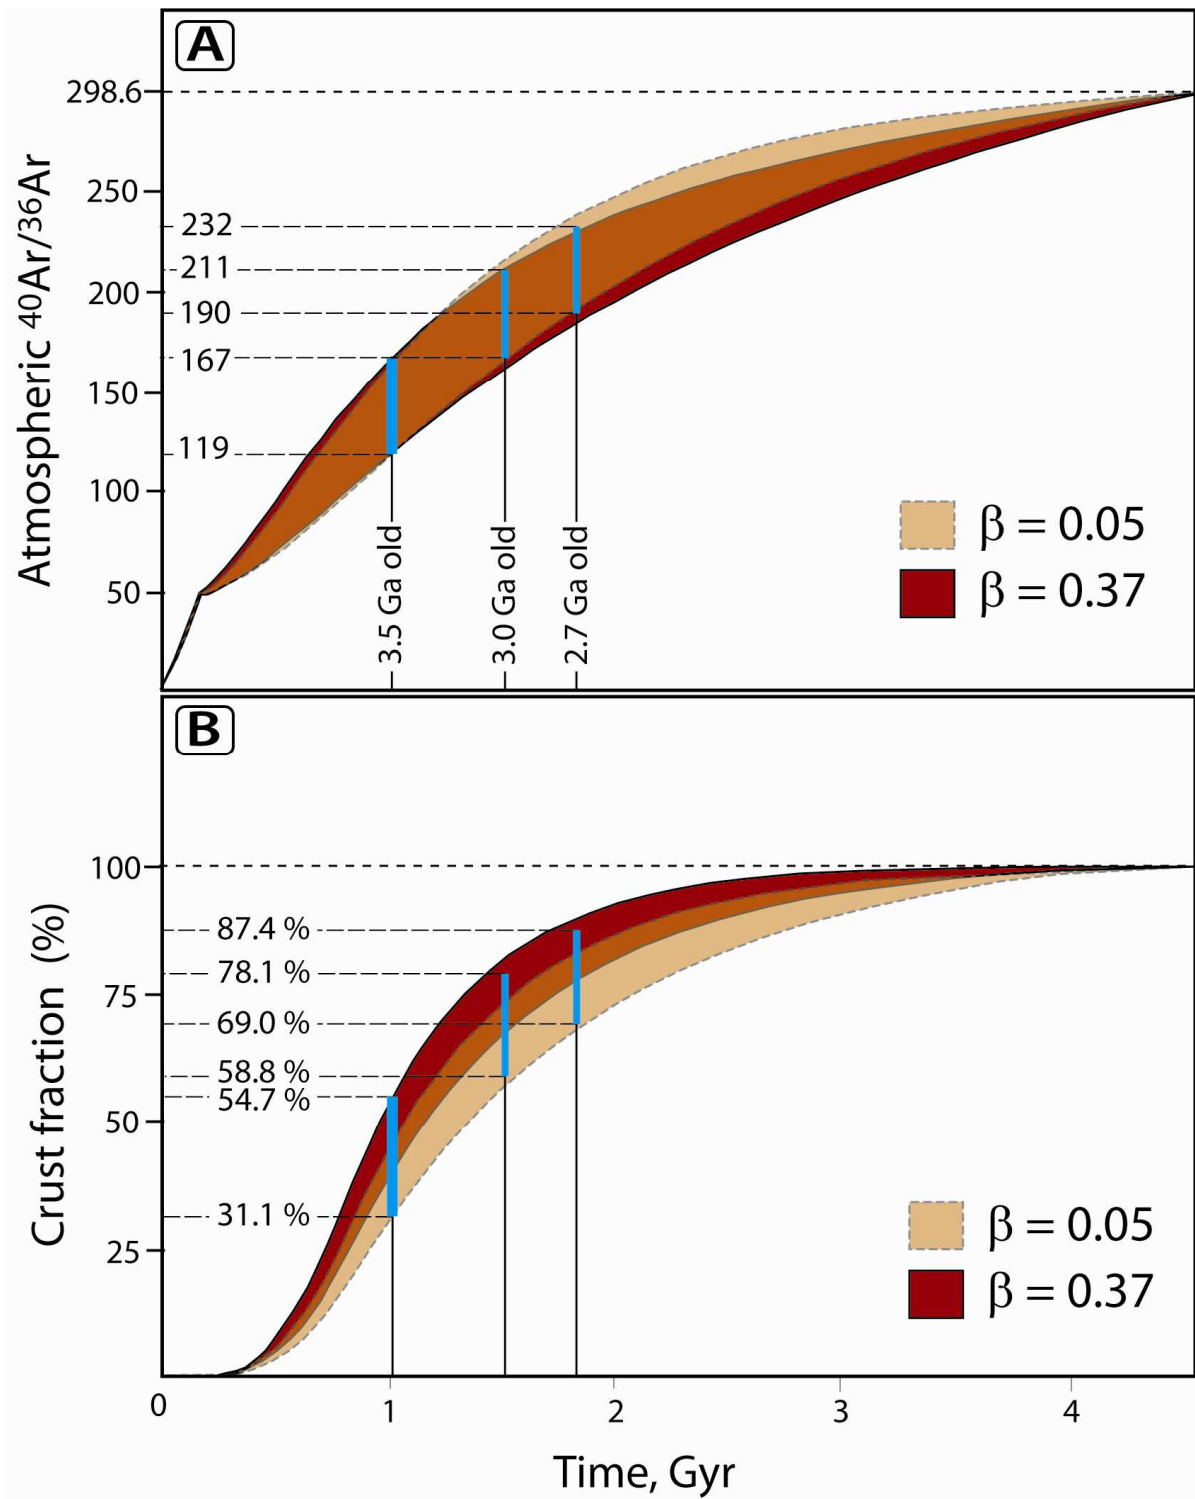 A
Atmospheric ⁴⁰Ar/³⁶Ar
298.6
250
200
150
100
50
232
211
190
167
119
3.5 Ga old
3.0 Ga old
2.7 Ga old
β = 0.05
β = 0.37
B
Crust fraction (%)
100
75
50
25
87.4 %
78.1 %
69.0 %
58.8 %
54.7 %
31.1 %
β = 0.05
β = 0.37
0
1
2
3
4
Time, Gyr